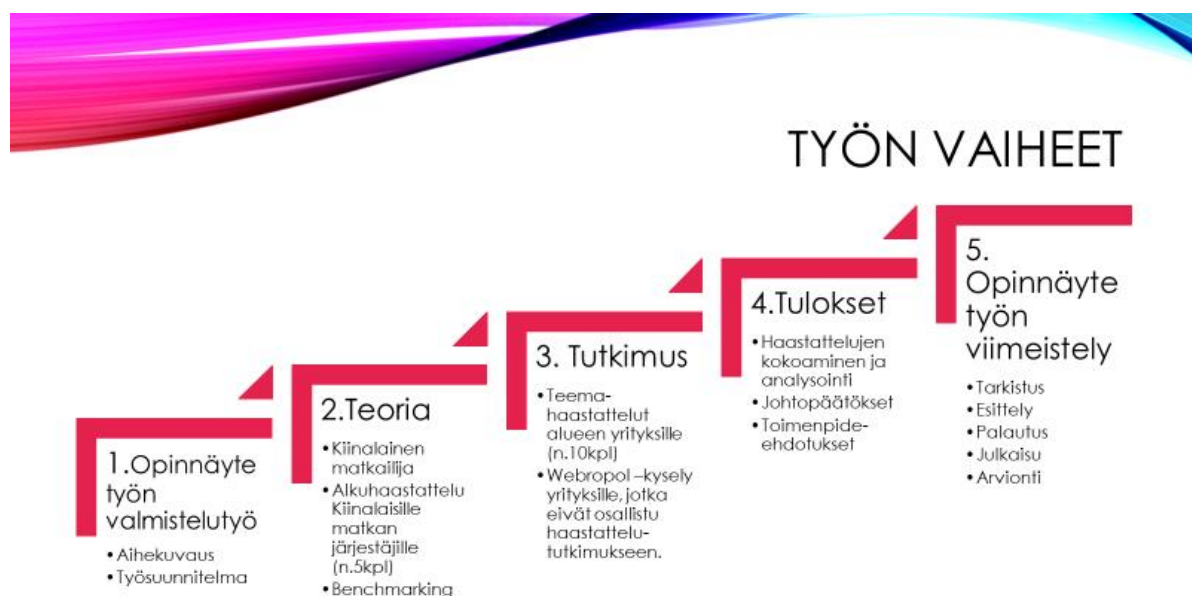 TYÖN VAIHEET
1.Opinnäyte
työn
valmistelutyö
•Aihekuvaus
•Työsuunnitelma
2.Teoria
•Kiinalainen
matkailija
•Alkuhaastattelu
Kiinalaisille
matkan
järjestäjille
(n.5kpl)
•Benchmarking
3. Tutkimus
•Teema-
haastattelut
alueen yrityksille
(n.10kpl)
•Webropol –kysely
yrityksille, jotka
eivät osallistu
haastattelu-
tutkimukseen.
4.Tulokset
•Haastattelujen
kokoaminen ja
analysointi
•Johtopäätökset
•Toimenpide-
ehdotukset
5.
Opinnäyte
työn
viimeistely
•Tarkistus
•Esittely
•Palautus
•Julkaisu
•Arvionti